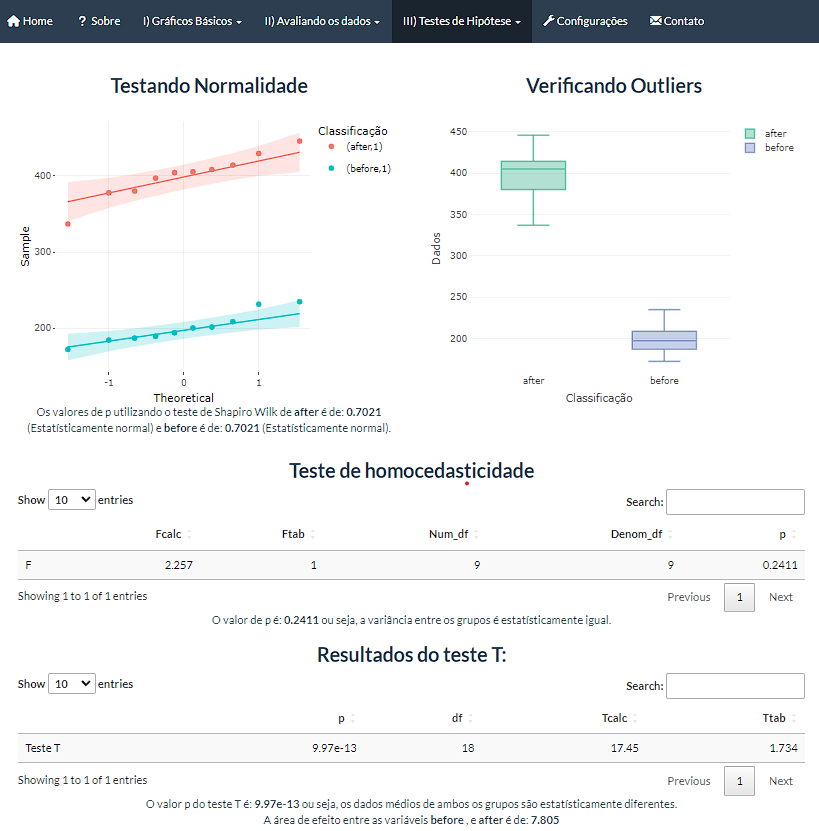 Home ? Sobre I) Gráficos Básicos II) Avaliando os dados III) Testes de Hipótese Configurações Contato
Testando Normalidade
Classificação
(after,1)
(before,1)
Sample
400
300
200
-1 0 1
Theoretical
Os valores de p utilizando o teste de Shapiro Wilk de after é de: 0.7021
(Estatísticamente normal) e before é de: 0.7021 (Estatísticamente normal).
Verificando Outliers
after
before
Dados
450
400
350
300
250
200
after before
Classificação
Teste de homocedasticidade
Show 10 entries Search:
Fcalc Ftab Num_df Denom_df p
F 2.257 1 9 9 0.2411
Showing 1 to 1 of 1 entries Previous 1 Next
O valor de p é: 0.2411 ou seja, a variância entre os grupos é estatísticamente igual.
Resultados do teste T:
Show 10 entries Search:
p df Tcalc Ttab
Teste T 9.97e-13 18 17.45 1.734
Showing 1 to 1 of 1 entries Previous 1 Next
O valor p do teste T é: 9.97e-13 ou seja, os dados médios de ambos os grupos são estatísticamente diferentes.
A área de efeito entre as variáveis before , e after é de: 7.805